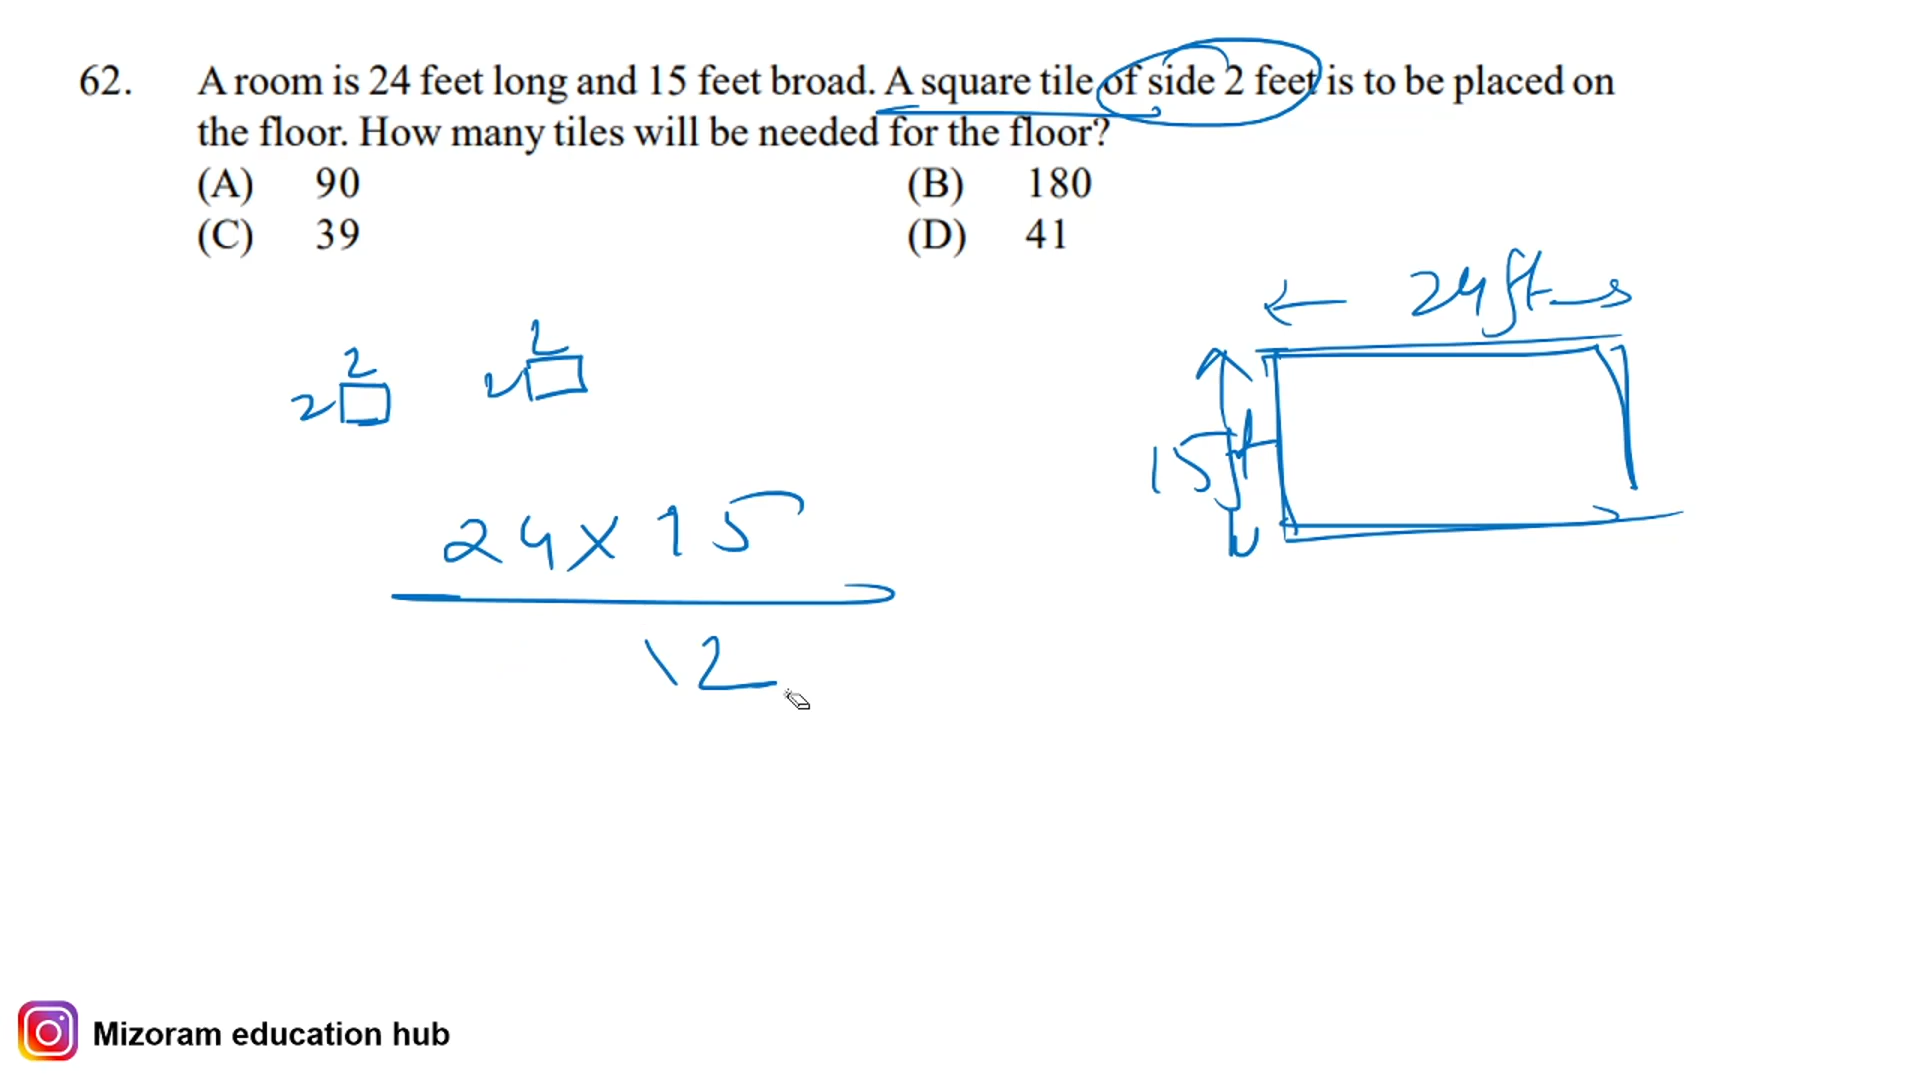 62. A room is 24 feet long and 15 feet broad. A square tile of side 2 feet is to be placed on
the floor. How many tiles will be needed for the floor?
(A) 90 (B) 180
(C) 39 (D) 41
24 ft
2 2
2 2
15 ft
24 × 15
12
Mizoram education hub